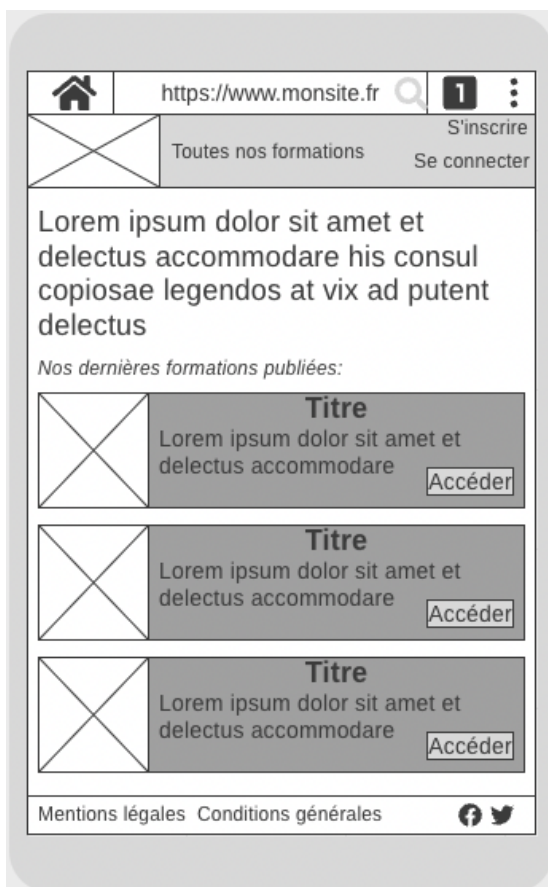 https://www.monsite.fr
1
S'inscrire
Toutes nos formations
Se connecter
Lorem ipsum dolor sit amet et
delectus accommodare his consul
copiosae legendos at vix ad putent
delectus
Nos dernières formations publiées:
Titre
Lorem ipsum dolor sit amet et
delectus accommodare
Accéder
Titre
Lorem ipsum dolor sit amet et
delectus accommodare
Accéder
Titre
Lorem ipsum dolor sit amet et
delectus accommodare
Accéder
Mentions légales Conditions générales